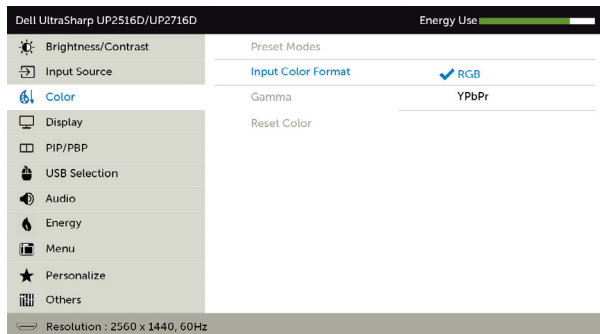 Dell UltraSharp UP2516D/UP2716D
Energy Use
Brightness/Contrast
Input Source
Color
Display
PIP/PBP
USB Selection
Audio
Energy
Menu
Personalize
Others
Preset Modes
Input Color Format
Gamma
Reset Color
RGB
YPbPr
Resolution : 2560 x 1440, 60Hz